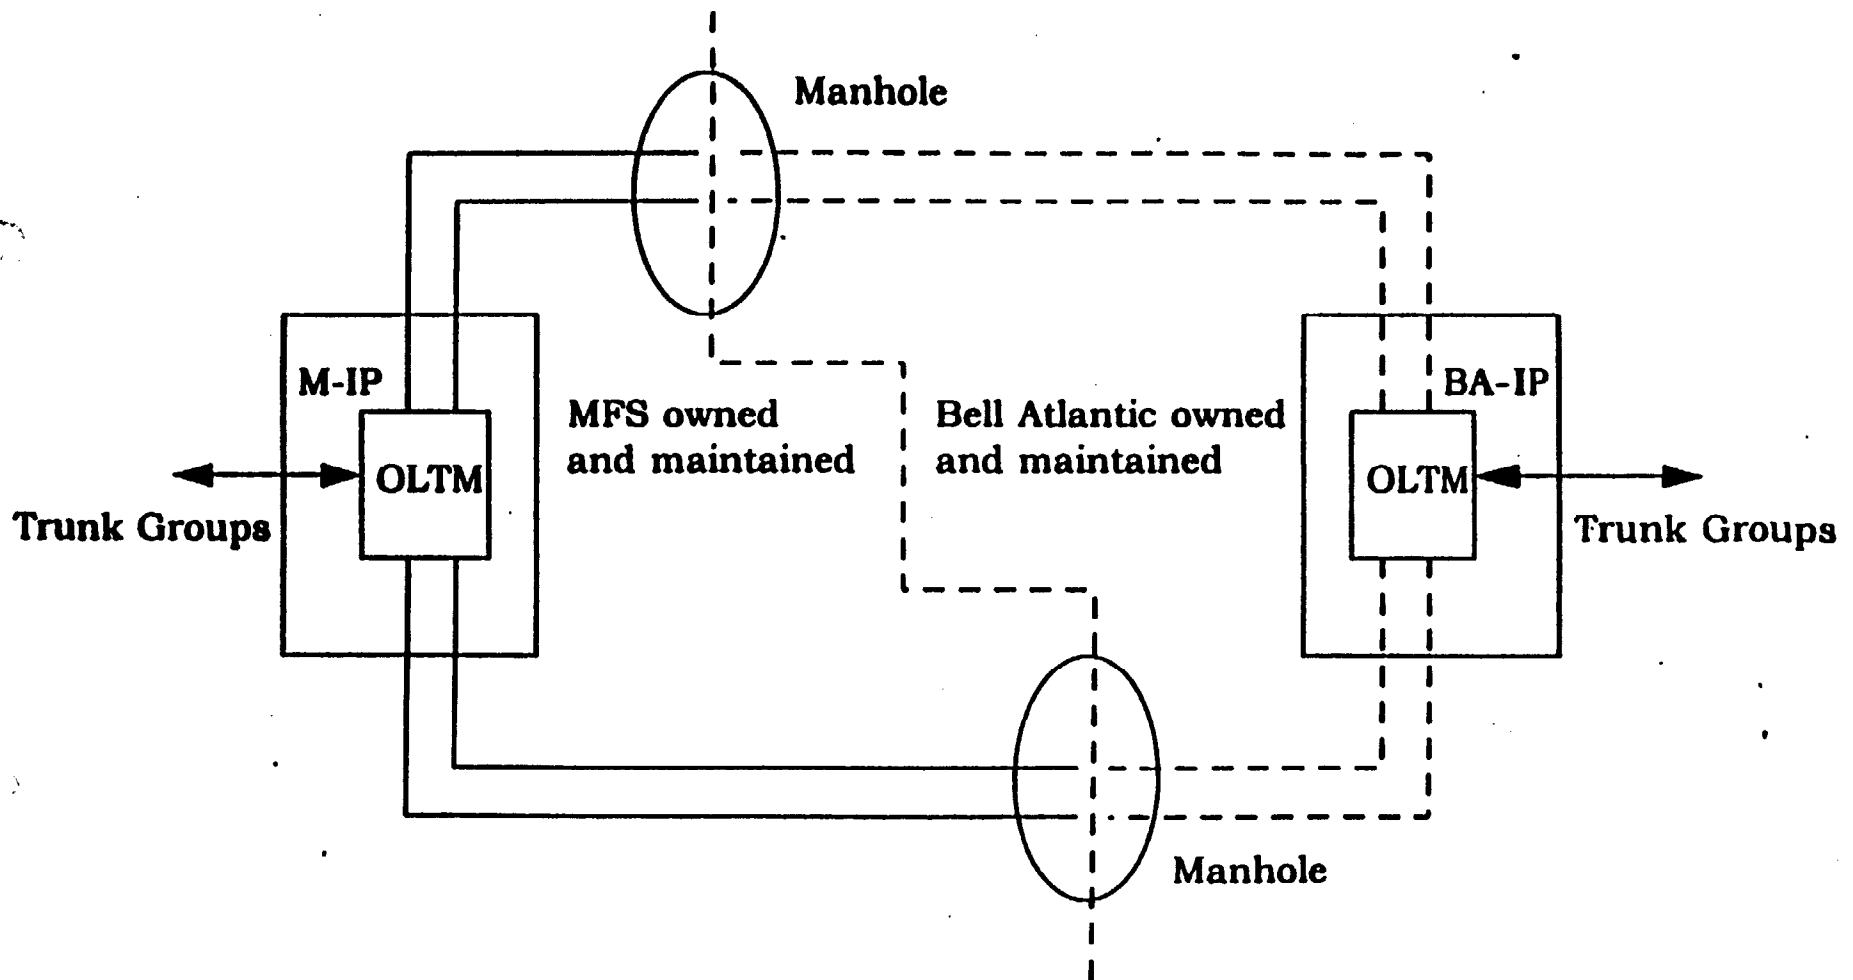 Manhole
M-IP
BA-IP
MFS owned
and maintained
Bell Atlantic owned
and maintained
OLTM
OLTM
Trunk Groups
Trunk Groups
Manhole